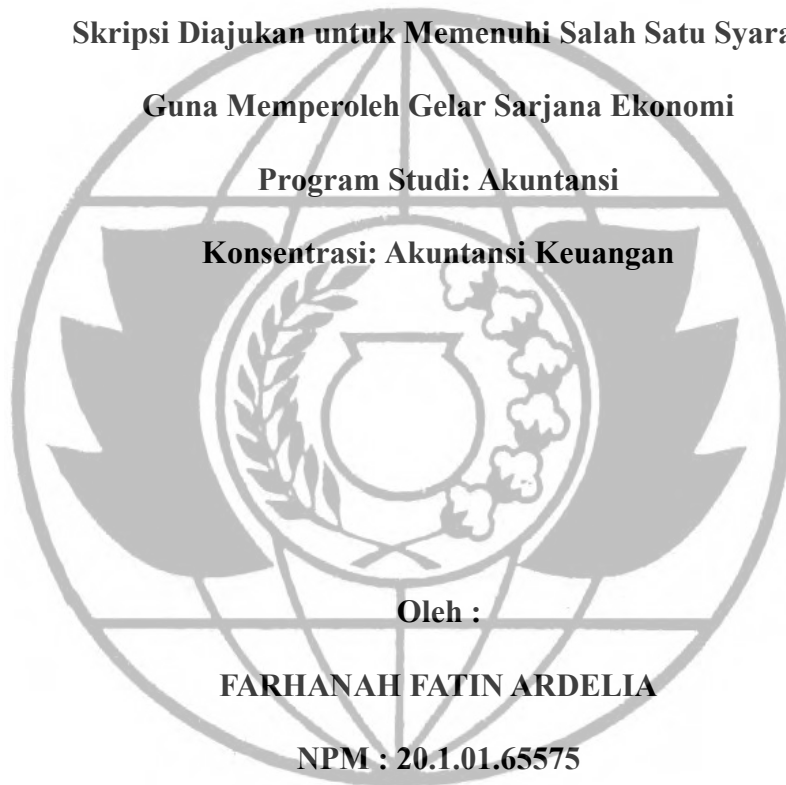 Skripsi Diajukan untuk Memenuhi Salah Satu Syara
Guna Memperoleh Gelar Sarjana Ekonomi
Program Studi: Akuntansi
Konsentrasi: Akuntansi Keuangan
Oleh :
FARHANAH FATIN ARDELIA
NPM : 20.1.01.65575